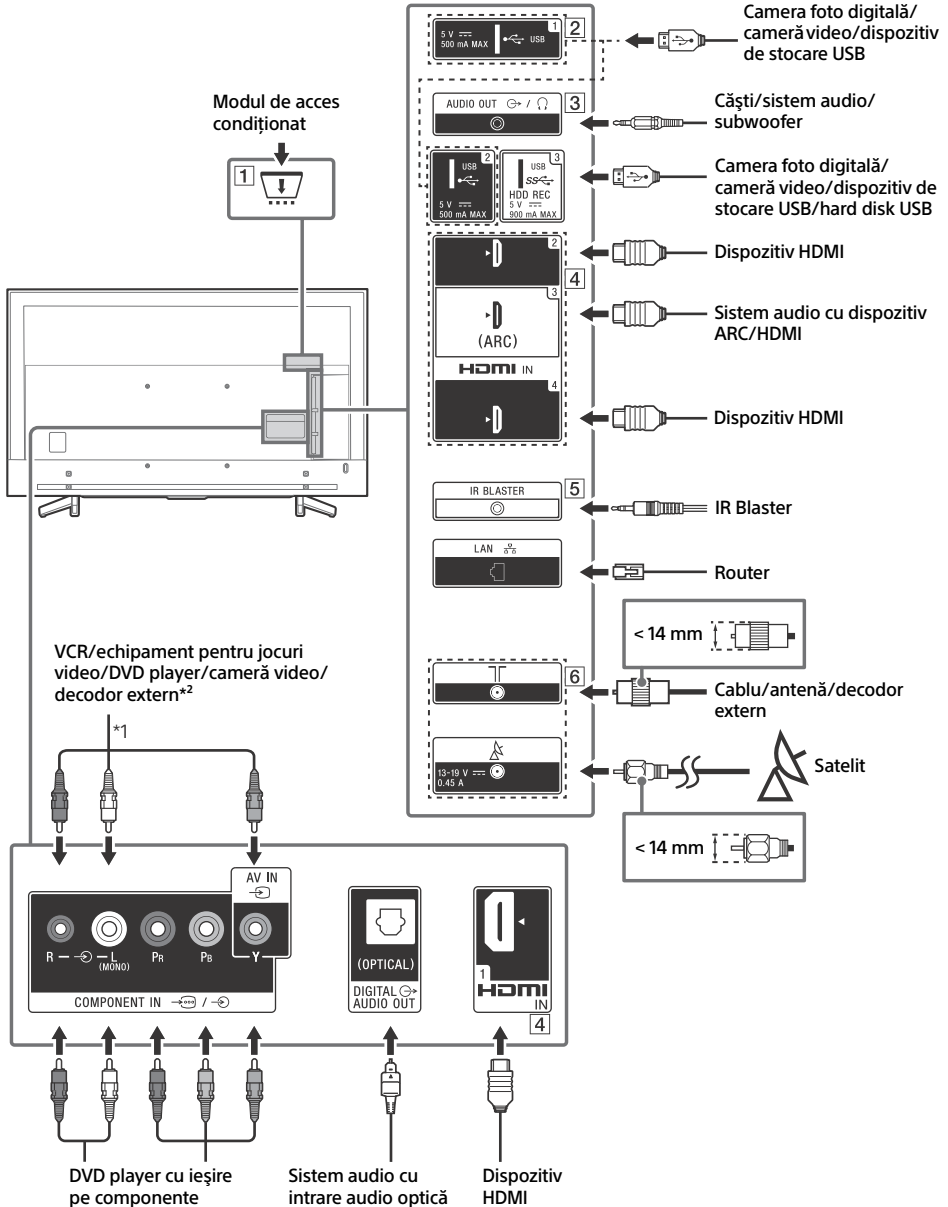 Camera foto digitală/
cameră video/dispozitiv
de stocare USB
5 V
500 mA MAX
USB
1
2
Modul de acces
condiționat
1
AUDIO OUT
/
3
Căşti/sistem audio/
subwoofer
2
USB
5 V
500 mA MAX
3
USB
SS
HDD REC
5 V
900 mA MAX
Camera foto digitală/
cameră video/dispozitiv de
stocare USB/hard disk USB
2
4
Dispozitiv HDMI
3
(ARC)
Sistem audio cu dispozitiv
ARC/HDMI
HDMI IN
4
Dispozitiv HDMI
IR BLASTER
5
IR Blaster
LAN
Router
< 14 mm
6
Cablu/antenă/decodor
extern
13-19 V
0.45 A
Satelit
< 14 mm
VCR/echipament pentru jocuri
video/DVD player/cameră video/
decodor extern*2
*1
AV IN
R — — L
(MONO)
PR
PB
Y
COMPONENT IN /
(OPTICAL)
DIGITAL
AUDIO OUT
1
HDMI
IN
4
DVD player cu ieşire
pe componente
Sistem audio cu
intrare audio optică
Dispozitiv
HDMI